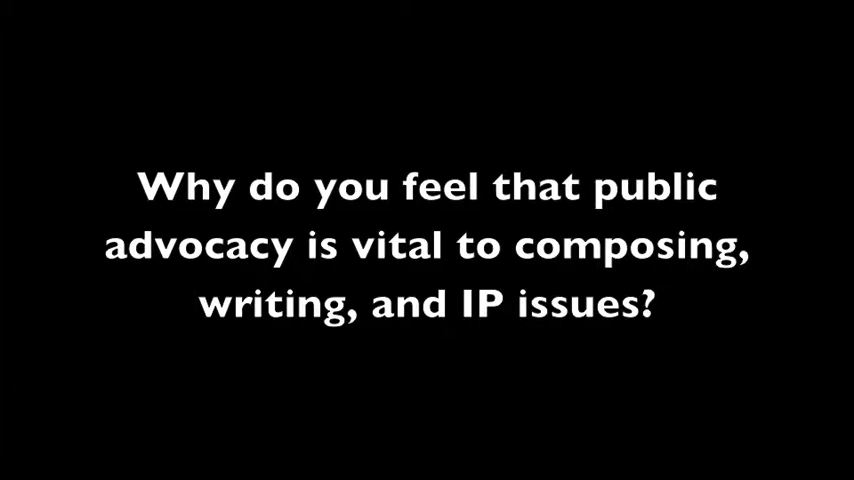 Why do you feel that public
advocacy is vital to composing,
writing, and IP issues?